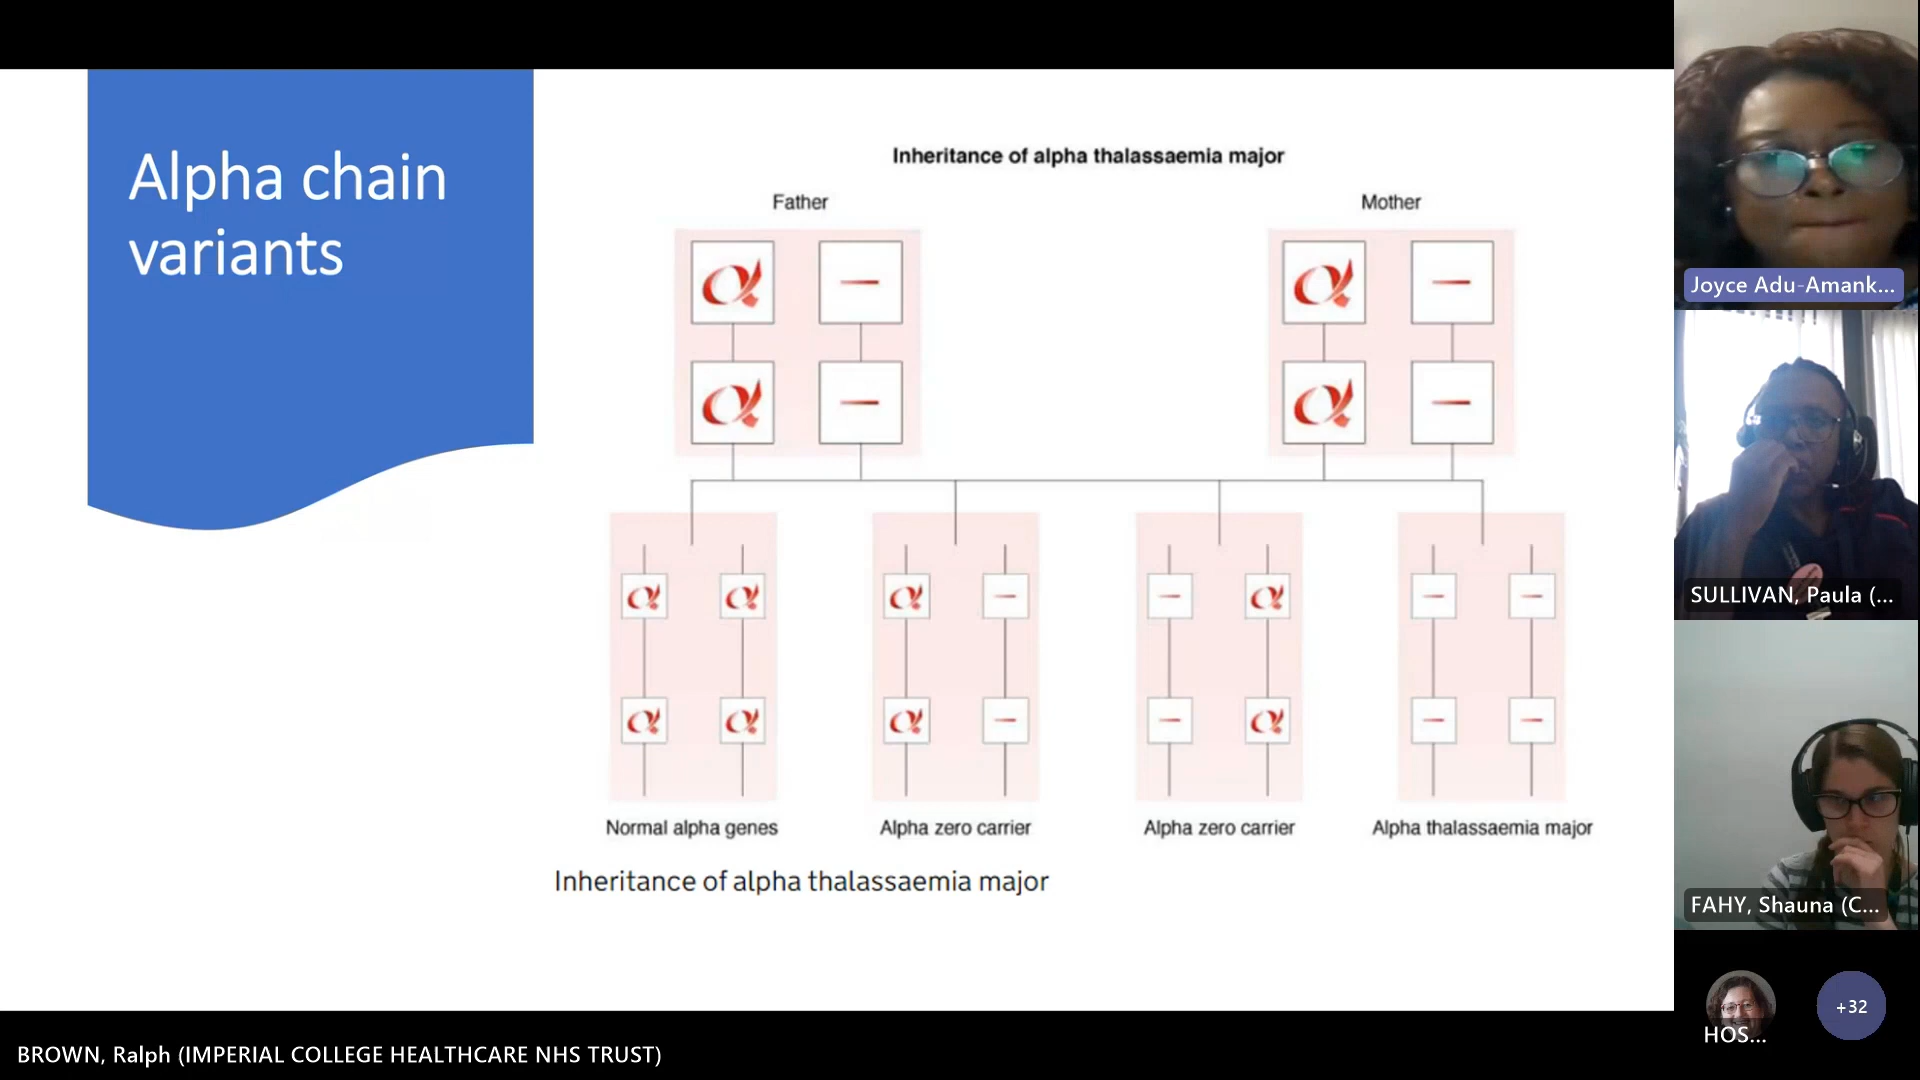 Alpha chain
variants
Inheritance of alpha thalassaemia major
Father
Mother
α – α –
α – α –
α α α – – α – –
α α α – – α – –
Normal alpha genes
Alpha zero carrier
Alpha zero carrier
Alpha thalassaemia major
Inheritance of alpha thalassaemia major
Joyce Adu-Amank...
SULLIVAN, Paula (...
FAHY, Shauna (C...
HOS...
+32
BROWN, Ralph (IMPERIAL COLLEGE HEALTHCARE NHS TRUST)